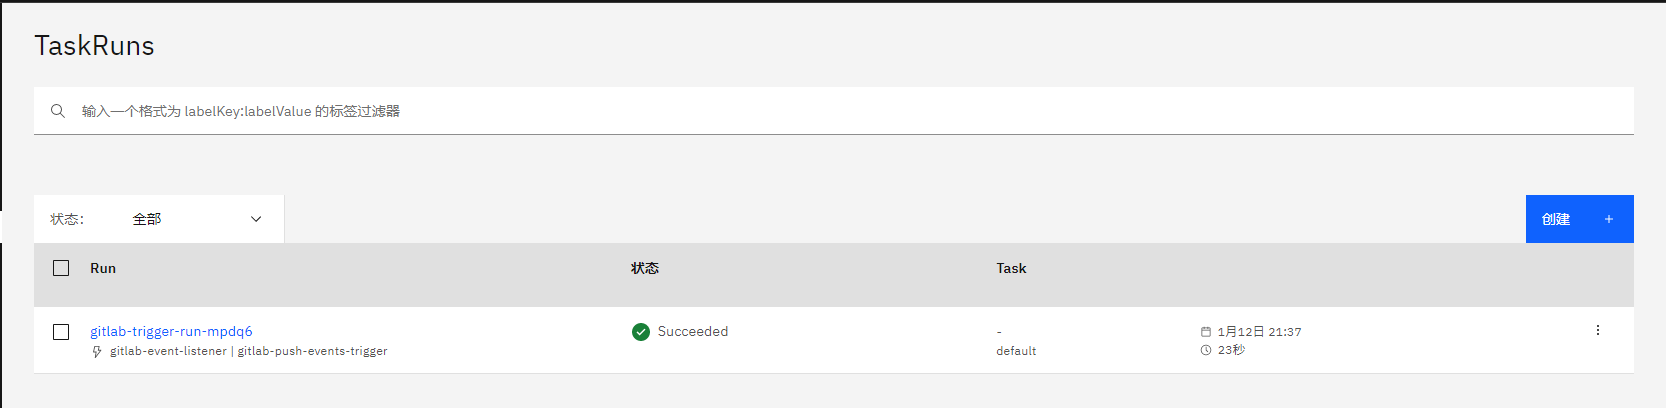 TaskRuns
输入一个格式为 labelKey:labelValue 的标签过滤器
状态： 全部
创建 +
Run 状态 Task
gitlab-trigger-run-mpdq6 Succeeded - 1月12日 21:37
gitlab-event-listener | gitlab-push-events-trigger default 23秒